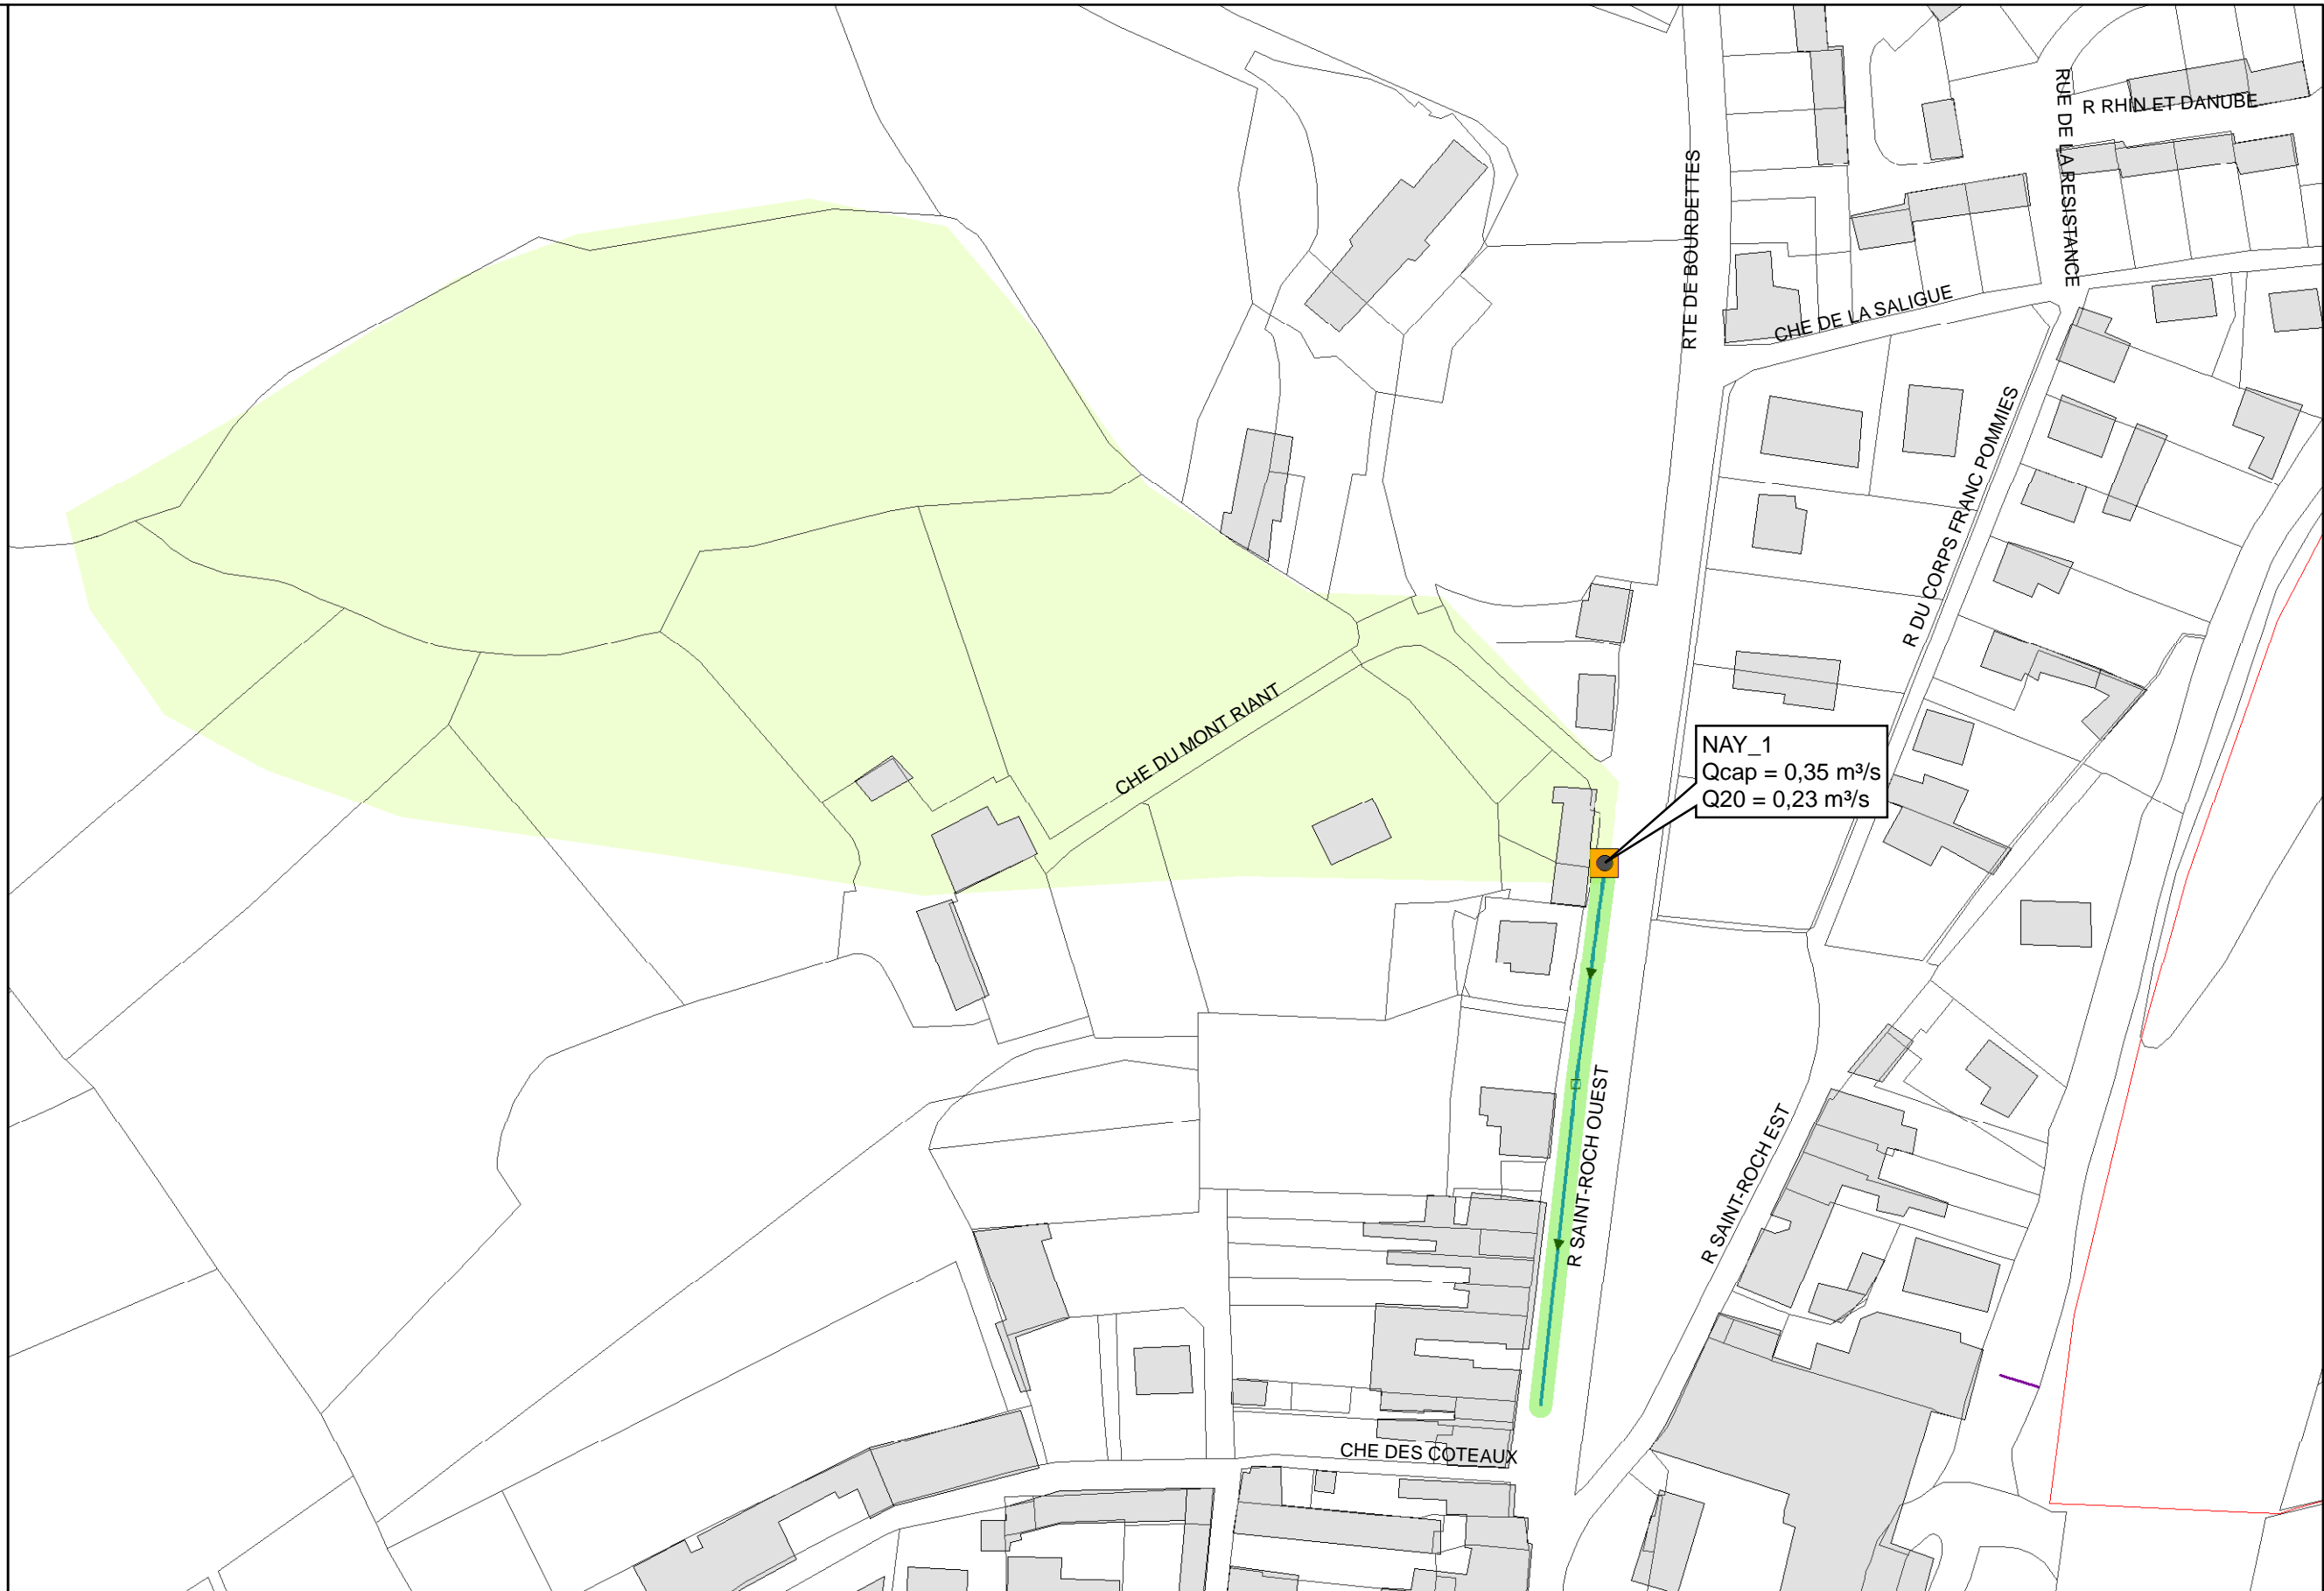 R RHIN ET DANUBE
RUE DE LA RESISTANCE
RTE DE BOURDETTES
CHE DE LA SALIGUE
R DU CORPS FRANC POMMIES
CHE DU MONT RIANT
NAY_1
Qcap = 0,35 m³/s
Q20 = 0,23 m³/s
R SAINT-ROCH OUEST
R SAINT-ROCH EST
CHE DES COTEAUX